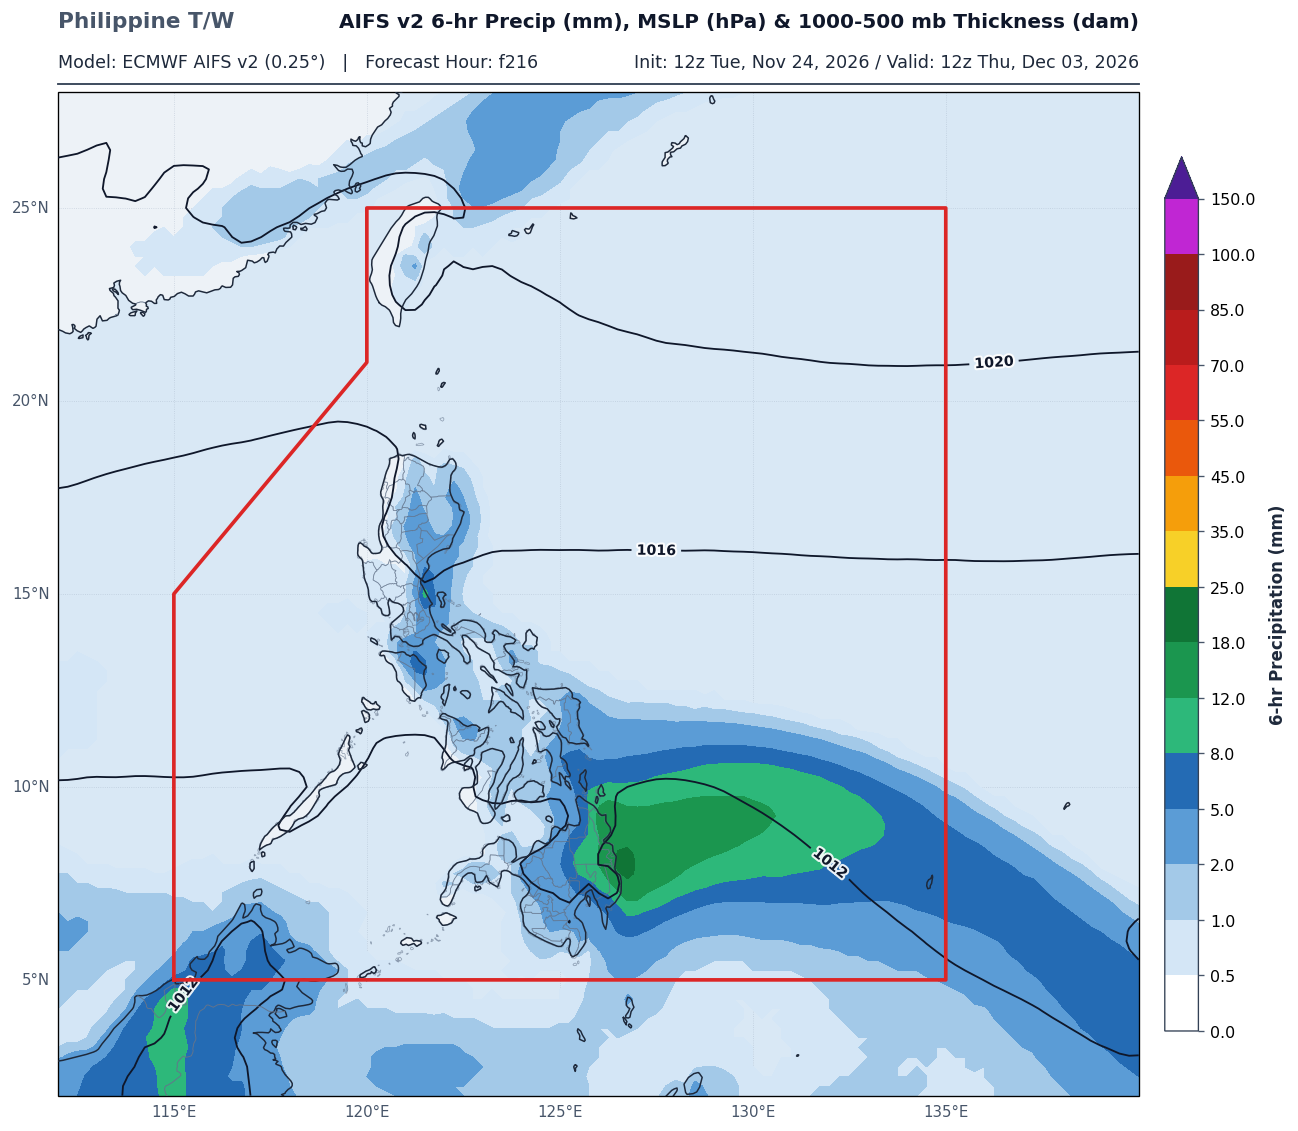 Philippine T/W
AIFS v2 6-hr Precip (mm), MSLP (hPa) & 1000-500 mb Thickness (dam)
Model: ECMWF AIFS v2 (0.25°) | Forecast Hour: f216
Init: 12z Tue, Nov 24, 2026 / Valid: 12z Thu, Dec 03, 2026
25°N
20°N
15°N
10°N
5°N
1020
1016
1012
1012
115°E
120°E
125°E
130°E
135°E
150.0
100.0
85.0
70.0
55.0
45.0
35.0
25.0
18.0
12.0
8.0
5.0
2.0
1.0
0.5
0.0
6-hr Precipitation (mm)